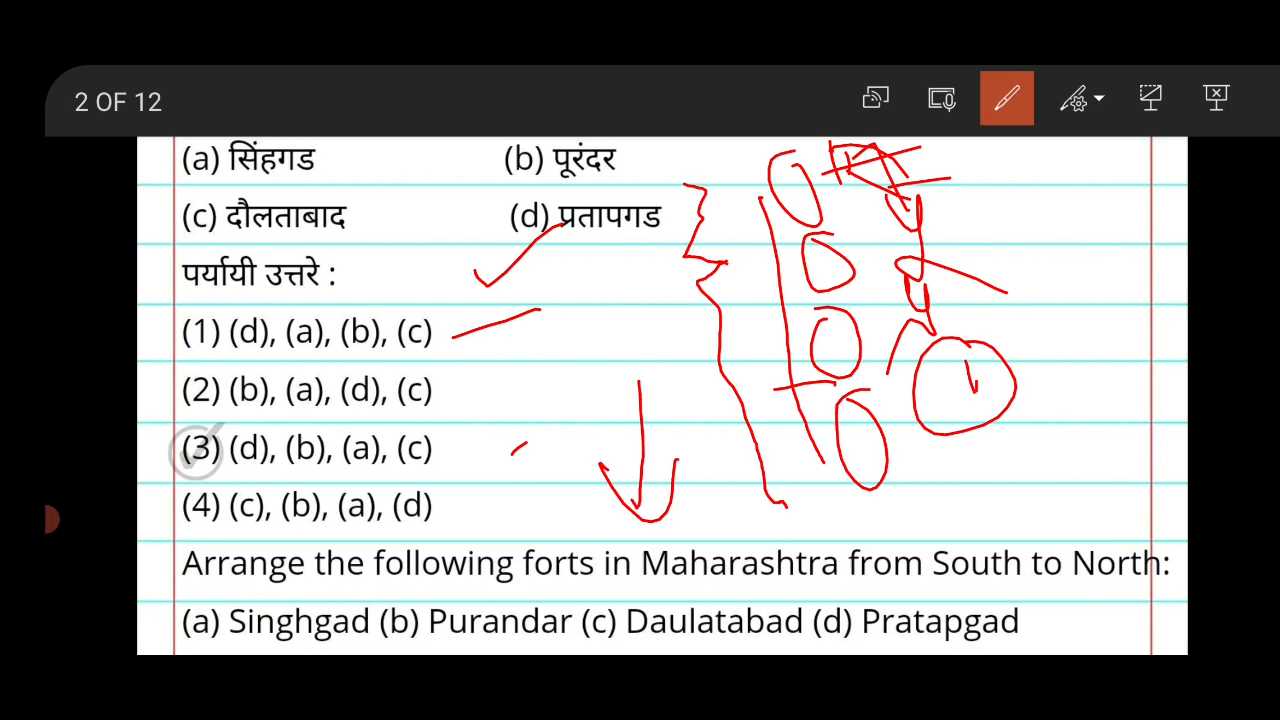 2 OF 12
(a) सिंहगड (b) पूरंदर
(c) दौलताबाद (d) प्रतापगड
पर्यायी उत्तरे :
(1) (d), (a), (b), (c)
(2) (b), (a), (d), (c)
(3) (d), (b), (a), (c)
(4) (c), (b), (a), (d)
Arrange the following forts in Maharashtra from South to North:
(a) Singhgad (b) Purandar (c) Daulatabad (d) Pratapgad